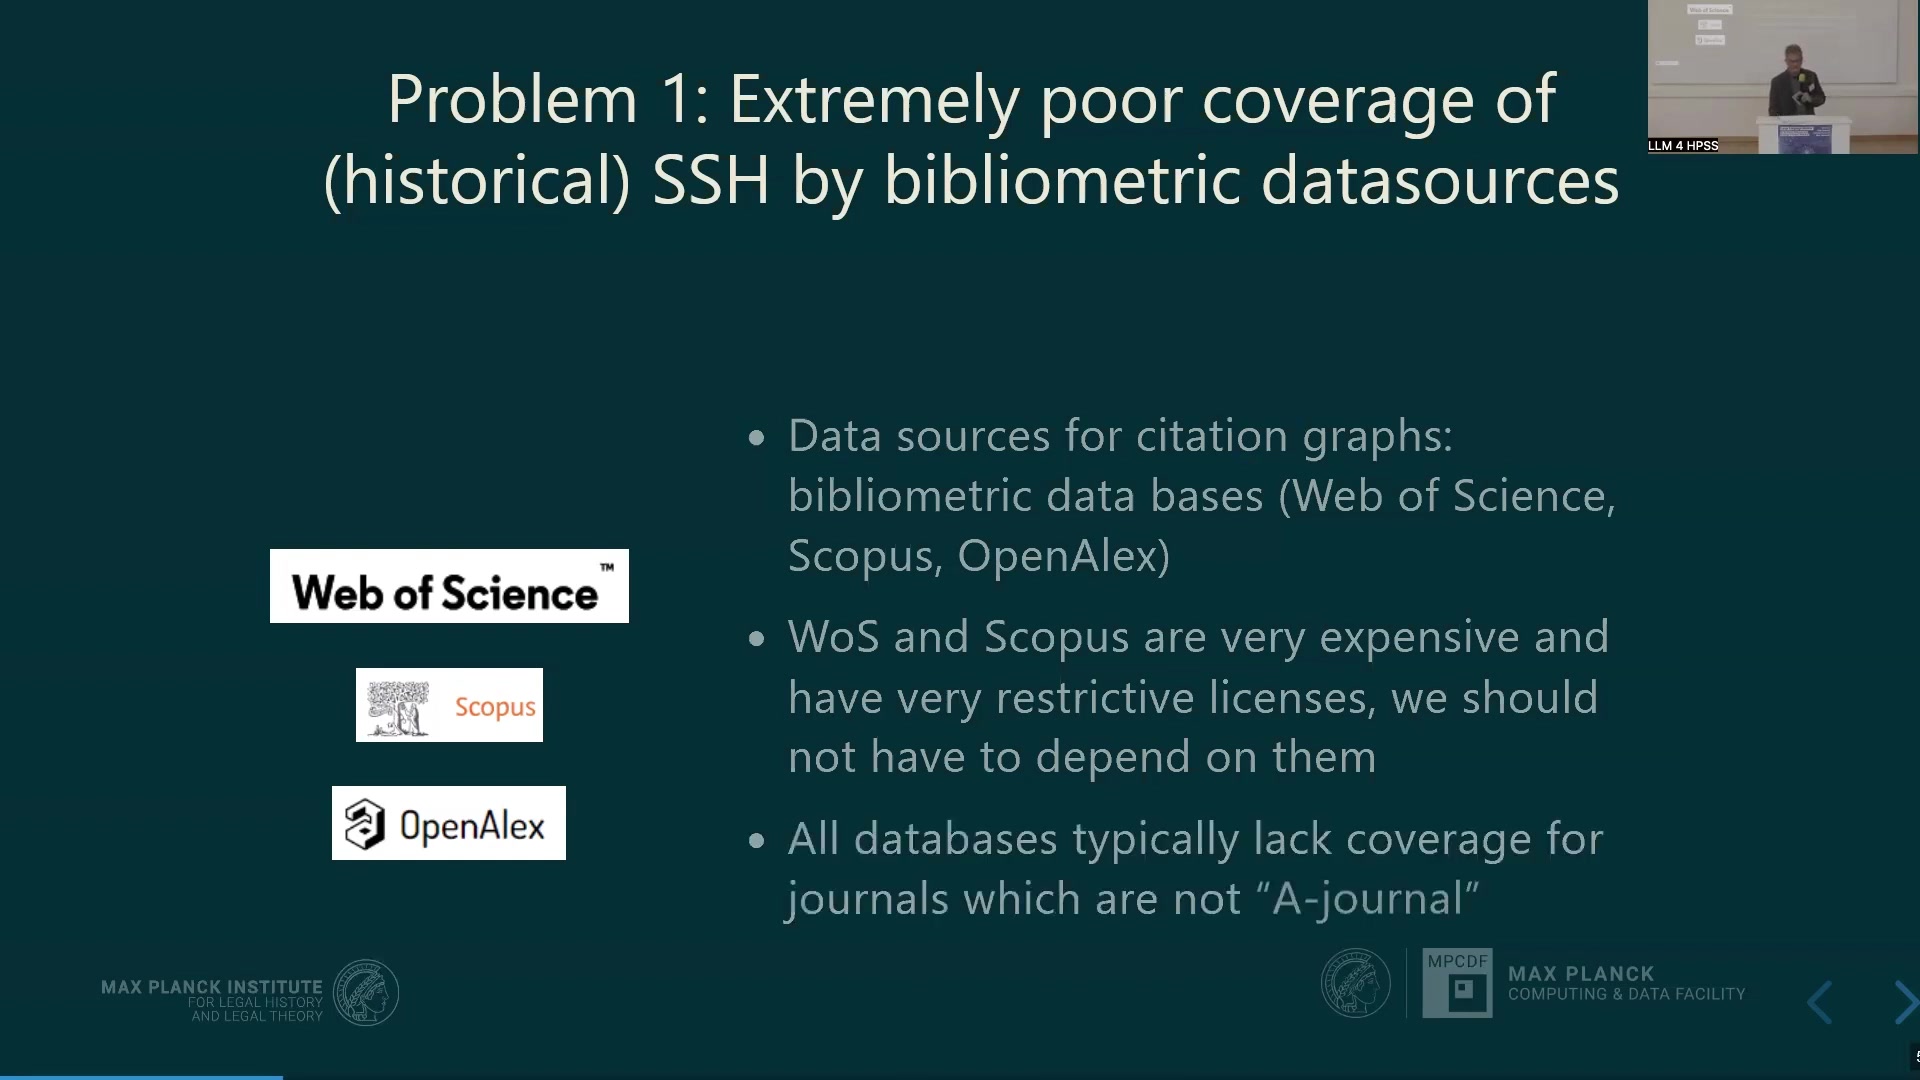 Problem 1: Extremely poor coverage of
(historical) SSH by bibliometric datasources
LLM 4 HPSS
Web of Science™
Scopus
OpenAlex
• Data sources for citation graphs:
bibliometric data bases (Web of Science,
Scopus, OpenAlex)
• WoS and Scopus are very expensive and
have very restrictive licenses, we should
not have to depend on them
• All databases typically lack coverage for
journals which are not “A-journal”
MAX PLANCK INSTITUTE
FOR LEGAL HISTORY
AND LEGAL THEORY
MPCDF
MAX PLANCK
COMPUTING & DATA FACILITY